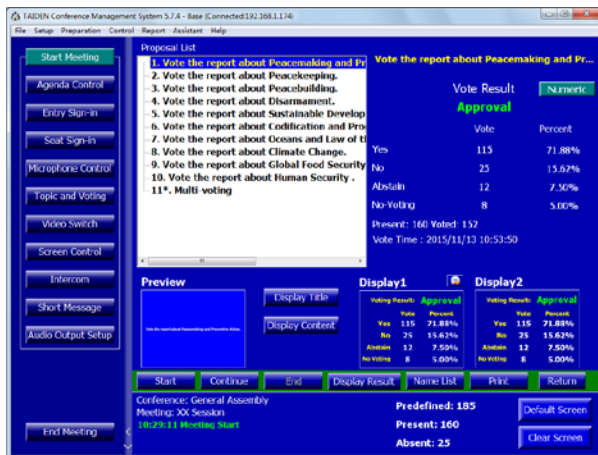 TAIDEN Conference Management System 5.7.4 - Base (Connected:192.168.1.174)
File Setup Preparation Control Report Assistant Help
Start Meeting
Agenda Control
Entry Sign-in
Seat Sign-in
Microphone Control
Topic and Voting
Video Switch
Screen Control
Intercom
Short Message
Audio Output Setup
End Meeting
Proposal List
1. Vote the report about Peacemaking and Pr
2. Vote the report about Peacekeeping.
3. Vote the report about Peacebuilding.
4. Vote the report about Disarmament.
5. Vote the report about Sustainable Develop
6. Vote the report about Codification and Pro
7. Vote the report about Oceans and Law of t
8. Vote the report about Climate Change.
9. Vote the report about Global Food Security
10. Vote the report about Human Security .
11*. Multi-voting
Vote the report about Peacemaking and Pr...
Vote Result Numeric
Approval
Vote Percent
Yes 115 71.88%
No 25 15.62%
Abstain 12 7.50%
No-Voting 8 5.00%
Present: 160 Voted: 152
Vote Time : 2015/11/13 10:53:50
Preview
Vote the report about Peacemaking and Preventive Action.
Display Title
Display Content
Display1
Voting Result: Approval
Vote Percent
Yes 115 71.88%
No 25 15.62%
Abstain 12 7.50%
No Voting 8 5.00%
Display2
Voting Result: Approval
Vote Percent
Yes 115 71.88%
No 25 15.62%
Abstain 12 7.50%
No Voting 8 5.00%
Start Continue End Display Result Name List Print Return
Conference: General Assembly
Meeting: XX Session
10:29:11 Meeting Start
Predefined: 185
Present: 160
Absent: 25
Default Screen
Clear Screen